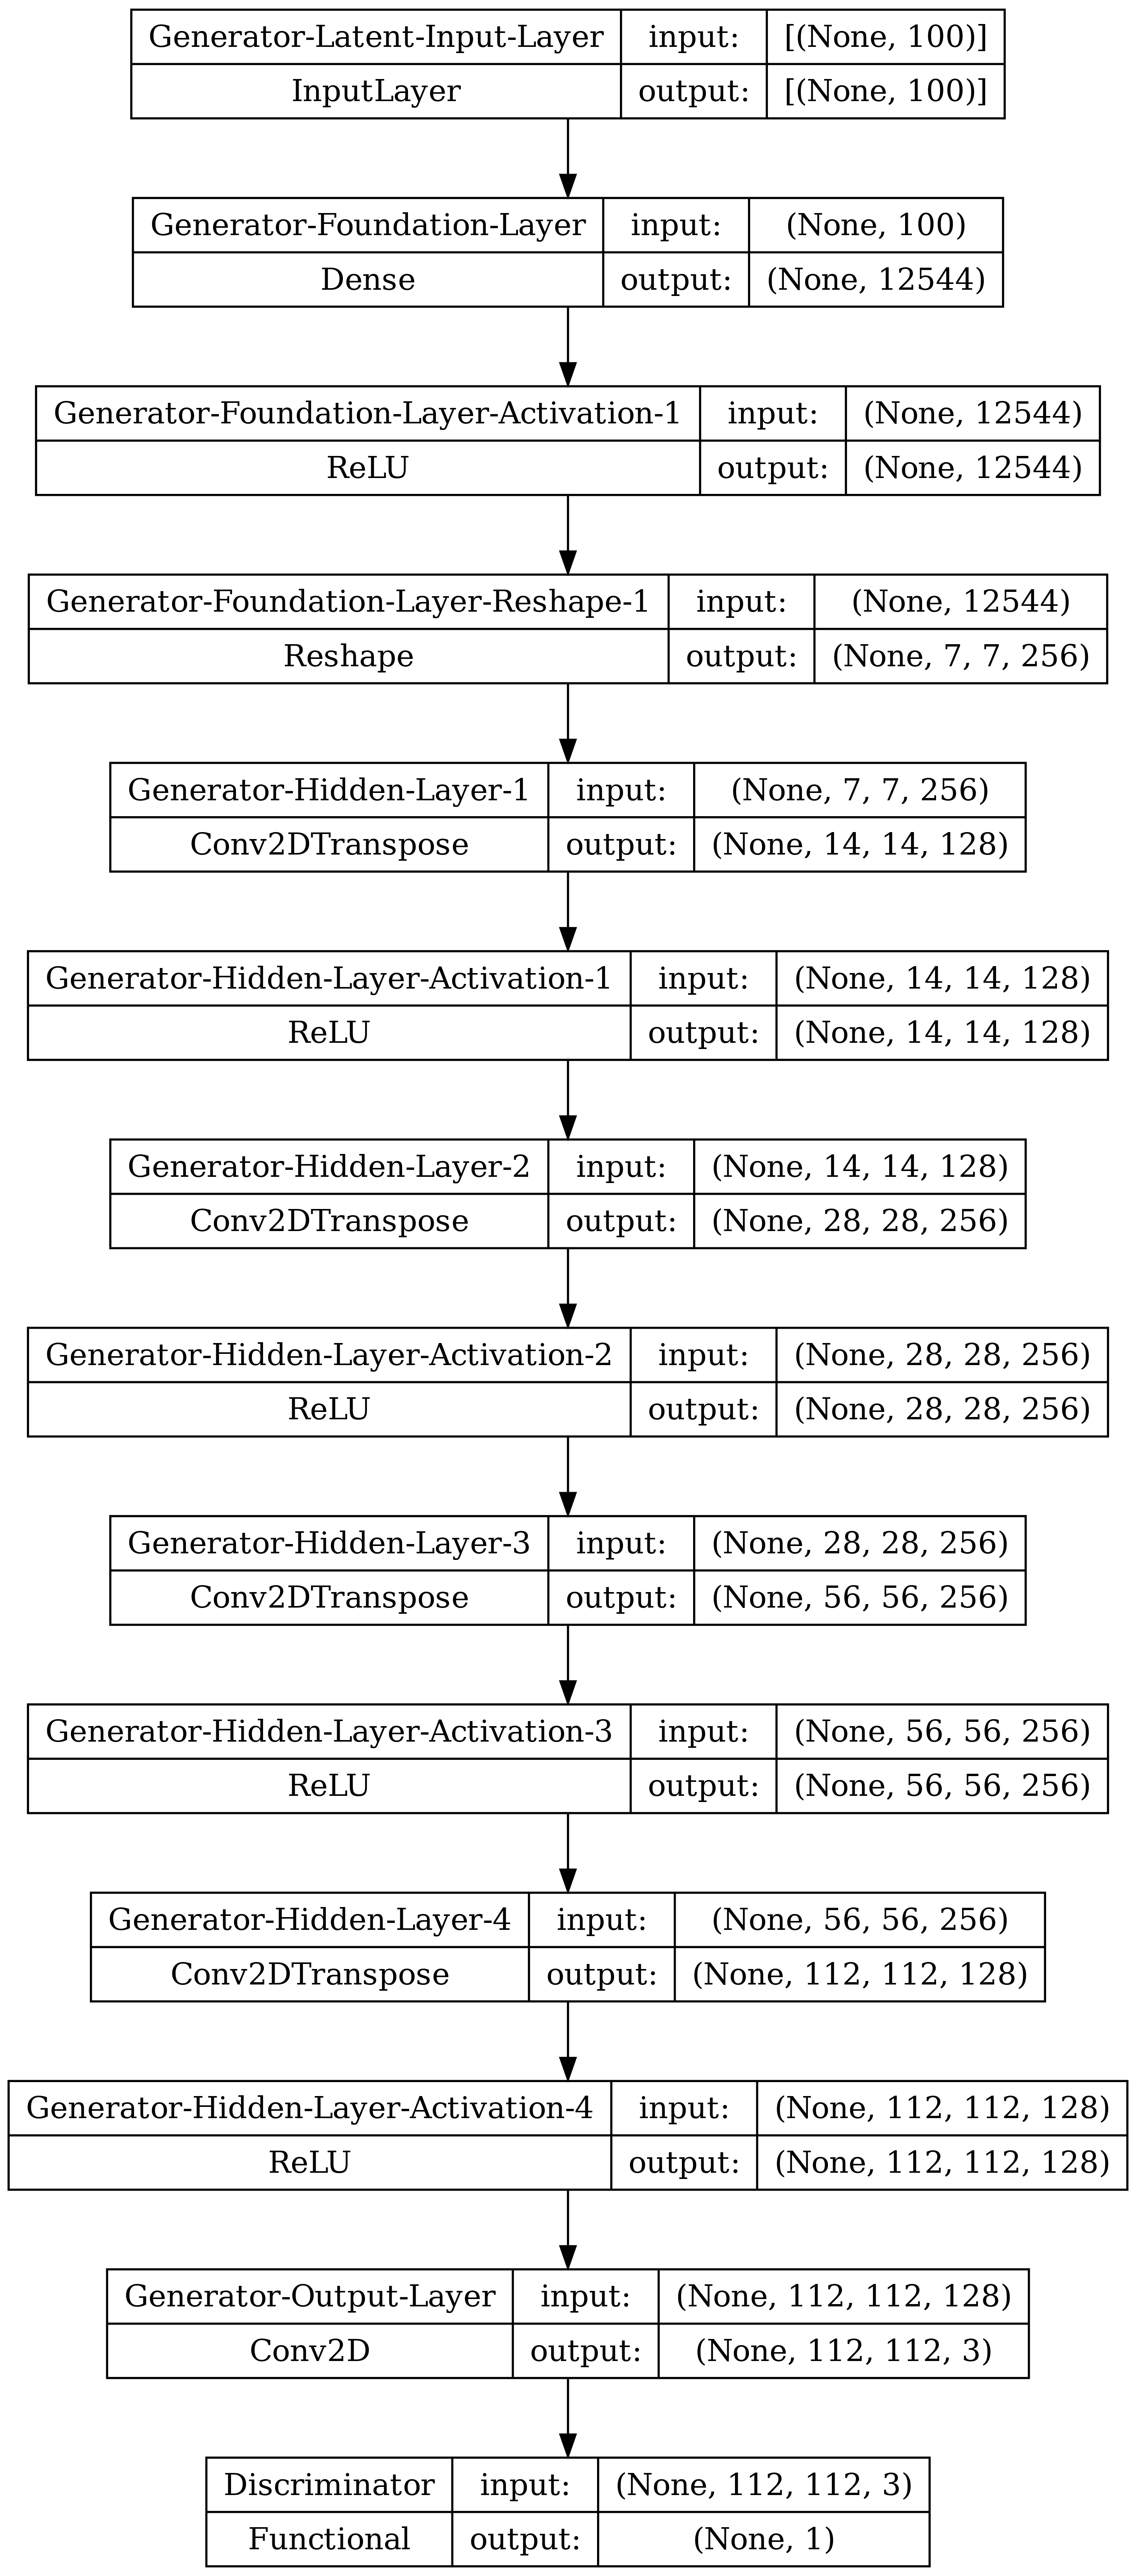 Generator-Latent-Input-Layer input: [(None, 100)]
InputLayer output: [(None, 100)]
Generator-Foundation-Layer input: (None, 100)
Dense output: (None, 12544)
Generator-Foundation-Layer-Activation-1 input: (None, 12544)
ReLU output: (None, 12544)
Generator-Foundation-Layer-Reshape-1 input: (None, 12544)
Reshape output: (None, 7, 7, 256)
Generator-Hidden-Layer-1 input: (None, 7, 7, 256)
Conv2DTranspose output: (None, 14, 14, 128)
Generator-Hidden-Layer-Activation-1 input: (None, 14, 14, 128)
ReLU output: (None, 14, 14, 128)
Generator-Hidden-Layer-2 input: (None, 14, 14, 128)
Conv2DTranspose output: (None, 28, 28, 256)
Generator-Hidden-Layer-Activation-2 input: (None, 28, 28, 256)
ReLU output: (None, 28, 28, 256)
Generator-Hidden-Layer-3 input: (None, 28, 28, 256)
Conv2DTranspose output: (None, 56, 56, 256)
Generator-Hidden-Layer-Activation-3 input: (None, 56, 56, 256)
ReLU output: (None, 56, 56, 256)
Generator-Hidden-Layer-4 input: (None, 56, 56, 256)
Conv2DTranspose output: (None, 112, 112, 128)
Generator-Hidden-Layer-Activation-4 input: (None, 112, 112, 128)
ReLU output: (None, 112, 112, 128)
Generator-Output-Layer input: (None, 112, 112, 128)
Conv2D output: (None, 112, 112, 3)
Discriminator input: (None, 112, 112, 3)
Functional output: (None, 1)